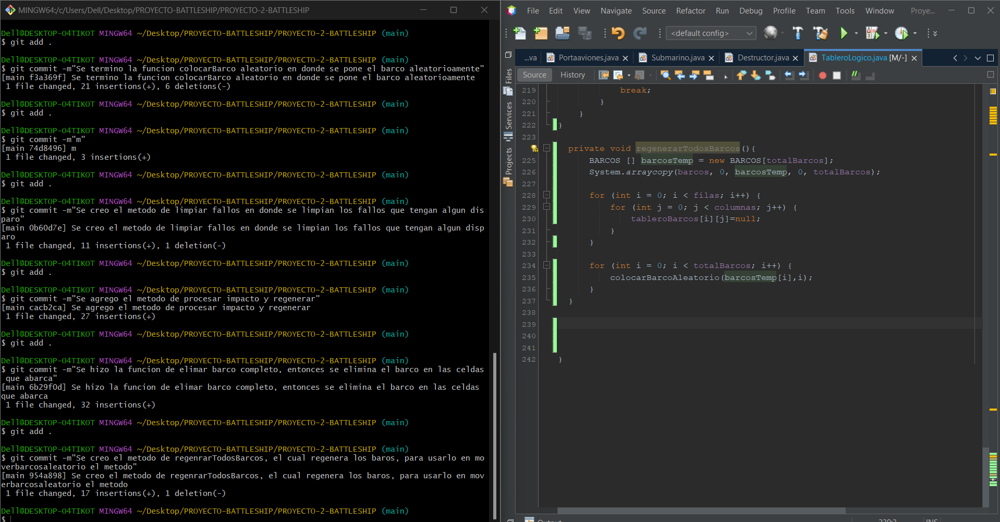 MINGW64:/c/Users/Dell/Desktop/PROYECTO-BATTLESHIP/PROYECTO-2-BATTLESHIP
Dell@DESKTOP-O4TIKOT MINGW64 ~/Desktop/PROYECTO-BATTLESHIP/PROYECTO-2-BATTLESHIP (main)
$ git add .
Dell@DESKTOP-O4TIKOT MINGW64 ~/Desktop/PROYECTO-BATTLESHIP/PROYECTO-2-BATTLESHIP (main)
$ git commit -m"Se termino la funcion colocarBarco aleatorio en donde se pone el barco aleatorioamente"
[main f3a369f] Se termino la funcion colocarBarco aleatorio en donde se pone el barco aleatorioamente
1 file changed, 21 insertions(+), 6 deletions(-)
Dell@DESKTOP-O4TIKOT MINGW64 ~/Desktop/PROYECTO-BATTLESHIP/PROYECTO-2-BATTLESHIP (main)
$ git add .
Dell@DESKTOP-O4TIKOT MINGW64 ~/Desktop/PROYECTO-BATTLESHIP/PROYECTO-2-BATTLESHIP (main)
$ git commit -m"m"
[main 74d8496] m
1 file changed, 3 insertions(+)
Dell@DESKTOP-O4TIKOT MINGW64 ~/Desktop/PROYECTO-BATTLESHIP/PROYECTO-2-BATTLESHIP (main)
$ git add .
Dell@DESKTOP-O4TIKOT MINGW64 ~/Desktop/PROYECTO-BATTLESHIP/PROYECTO-2-BATTLESHIP (main)
$ git commit -m"Se creo el metodo de limpiar fallos en donde se limpian los fallos que tengan algun dis
paro"
[main 0b60d7e] Se creo el metodo de limpiar fallos en donde se limpian los fallos que tengan algun disp
aro
1 file changed, 11 insertions(+), 1 deletion(-)
Dell@DESKTOP-O4TIKOT MINGW64 ~/Desktop/PROYECTO-BATTLESHIP/PROYECTO-2-BATTLESHIP (main)
$ git add .
Dell@DESKTOP-O4TIKOT MINGW64 ~/Desktop/PROYECTO-BATTLESHIP/PROYECTO-2-BATTLESHIP (main)
$ git commit -m"Se agrego el metodo de procesar impacto y regenerar"
[main cacb2ca] Se agrego el metodo de procesar impacto y regenerar
1 file changed, 27 insertions(+)
Dell@DESKTOP-O4TIKOT MINGW64 ~/Desktop/PROYECTO-BATTLESHIP/PROYECTO-2-BATTLESHIP (main)
$ git add .
Dell@DESKTOP-O4TIKOT MINGW64 ~/Desktop/PROYECTO-BATTLESHIP/PROYECTO-2-BATTLESHIP (main)
$ git commit -m"Se hizo la funcion de elimar barco completo, entonces se elimina el barco en las celdas
que abarca"
[main 6b29f0d] Se hizo la funcion de elimar barco completo, entonces se elimina el barco en las celdas
que abarca
1 file changed, 32 insertions(+)
Dell@DESKTOP-O4TIKOT MINGW64 ~/Desktop/PROYECTO-BATTLESHIP/PROYECTO-2-BATTLESHIP (main)
$ git add .
Dell@DESKTOP-O4TIKOT MINGW64 ~/Desktop/PROYECTO-BATTLESHIP/PROYECTO-2-BATTLESHIP (main)
$ git commit -m"Se creo el metodo de regenrarTodosBarcos, el cual regenera los baros, para usarlo en mo
verbarcosaleatorio el metodo"
[main 954a898] Se creo el metodo de regenrarTodosBarcos, el cual regenera los baros, para usarlo en mov
erbarcosaleatorio el metodo
1 file changed, 17 insertions(+), 1 deletion(-)
Dell@DESKTOP-O4TIKOT MINGW64 ~/Desktop/PROYECTO-BATTLESHIP/PROYECTO-2-BATTLESHIP (main)
$
File Edit View Navigate Source Refactor Run Debug Profile Team Tools Window Proye...
<default config>
...va Portaaviones.java Submarino.java Destructor.java TableroLogico.java [M/-]
Source History
Files
Services
Projects
219 break;
220 }
221 }
222 }
223
private void regenerarTodosBarcos(){
225 BARCOS [] barcosTemp = new BARCOS[totalBarcos];
226 System.arraycopy(barcos, 0, barcosTemp, 0, totalBarcos);
227
228 for (int i = 0; i < filas; i++) {
229 for (int j = 0; j < columnas; j++) {
230 tableroBarcos[i][j]=null;
231 }
232 }
233
234 for (int i = 0; i < totalBarcos; i++) {
235 colocarBarcoAleatorio(barcosTemp[i],i);
236 }
237 }
238
239
240
241
242 }
Output
239:2 INS